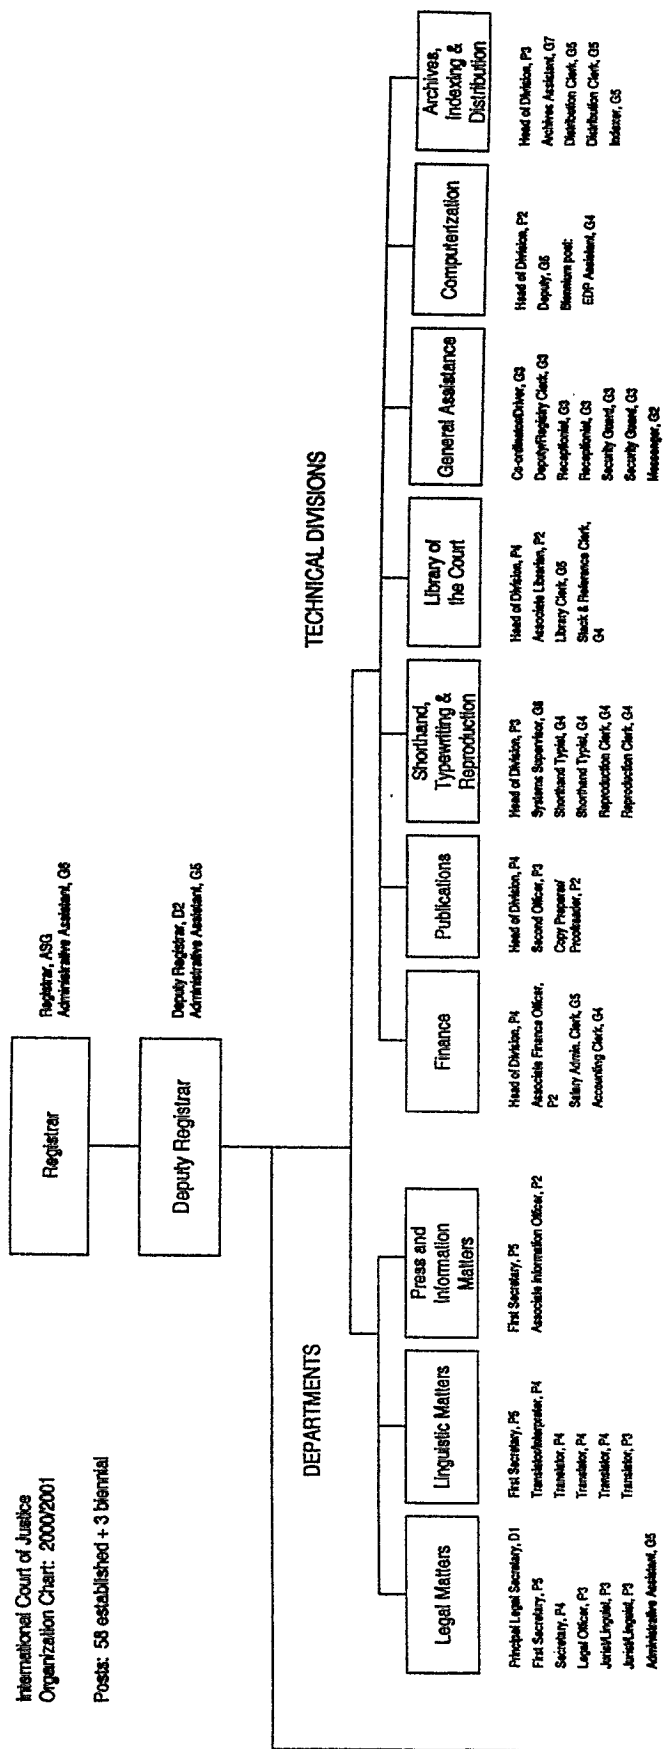 International Court of Justice
Organization Chart: 2000/2001
Posts: 58 established + 3 biennial
Registrar
Registrar, ASG
Administrative Assistant, G6
Deputy Registrar
Deputy Registrar, D2
Administrative Assistant, G5
DEPARTMENTS
Legal Matters
Principal Legal Secretary, D1
First Secretary, P5
Secretary, P4
Legal Officer, P3
Jurist/Linguist, P3
Jurist/Linguist, P3
Administrative Assistant, G5
Linguistic Matters
First Secretary, P5
Translator/Interpreter, P4
Translator, P4
Translator, P4
Translator, P4
Translator, P3
Press and
Information
Matters
First Secretary, P5
Associate Information Officer, P2
TECHNICAL DIVISIONS
Finance
Head of Division, P4
Associate Finance Officer,
P2
Salary Admin. Clerk, G5
Accounting Clerk, G4
Publications
Head of Division, P4
Second Officer, P3
Copy Preparer/
Proofreader, P2
Shorthand,
Typewriting &
Reproduction
Head of Division, P3
Systems Supervisor, G6
Shorthand Typist, G4
Shorthand Typist, G4
Reproduction Clerk, G4
Reproduction Clerk, G4
Library of
the Court
Head of Division, P4
Associate Librarian, P2
Library Clerk, G5
Stack & Reference Clerk,
G4
General Assistance
Co-ordinator/Driver, G3
Deputy/Registry Clerk, G3
Receptionist, G3
Receptionist, G3
Security Guard, G3
Security Guard, G3
Messenger, G2
Computerization
Head of Division, P2
Deputy, G5
Biennium post:
EDP Assistant, G4
Archives,
Indexing &
Distribution
Head of Division, P3
Archives Assistant, G7
Distribution Clerk, G5
Distribution Clerk, G5
Indexer, G5